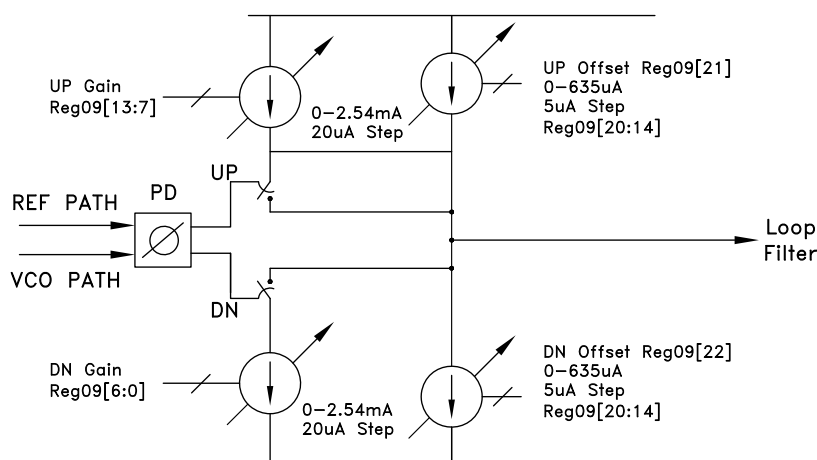 UP Gain
Reg09[13:7]
0-2.54mA
20uA Step
UP Offset Reg09[21]
0-635uA
5uA Step
Reg09[20:14]
UP
PD
REF PATH
VCO PATH
DN
Loop
Filter
DN Gain
Reg09[6:0]
0-2.54mA
20uA Step
DN Offset Reg09[22]
0-635uA
5uA Step
Reg09[20:14]